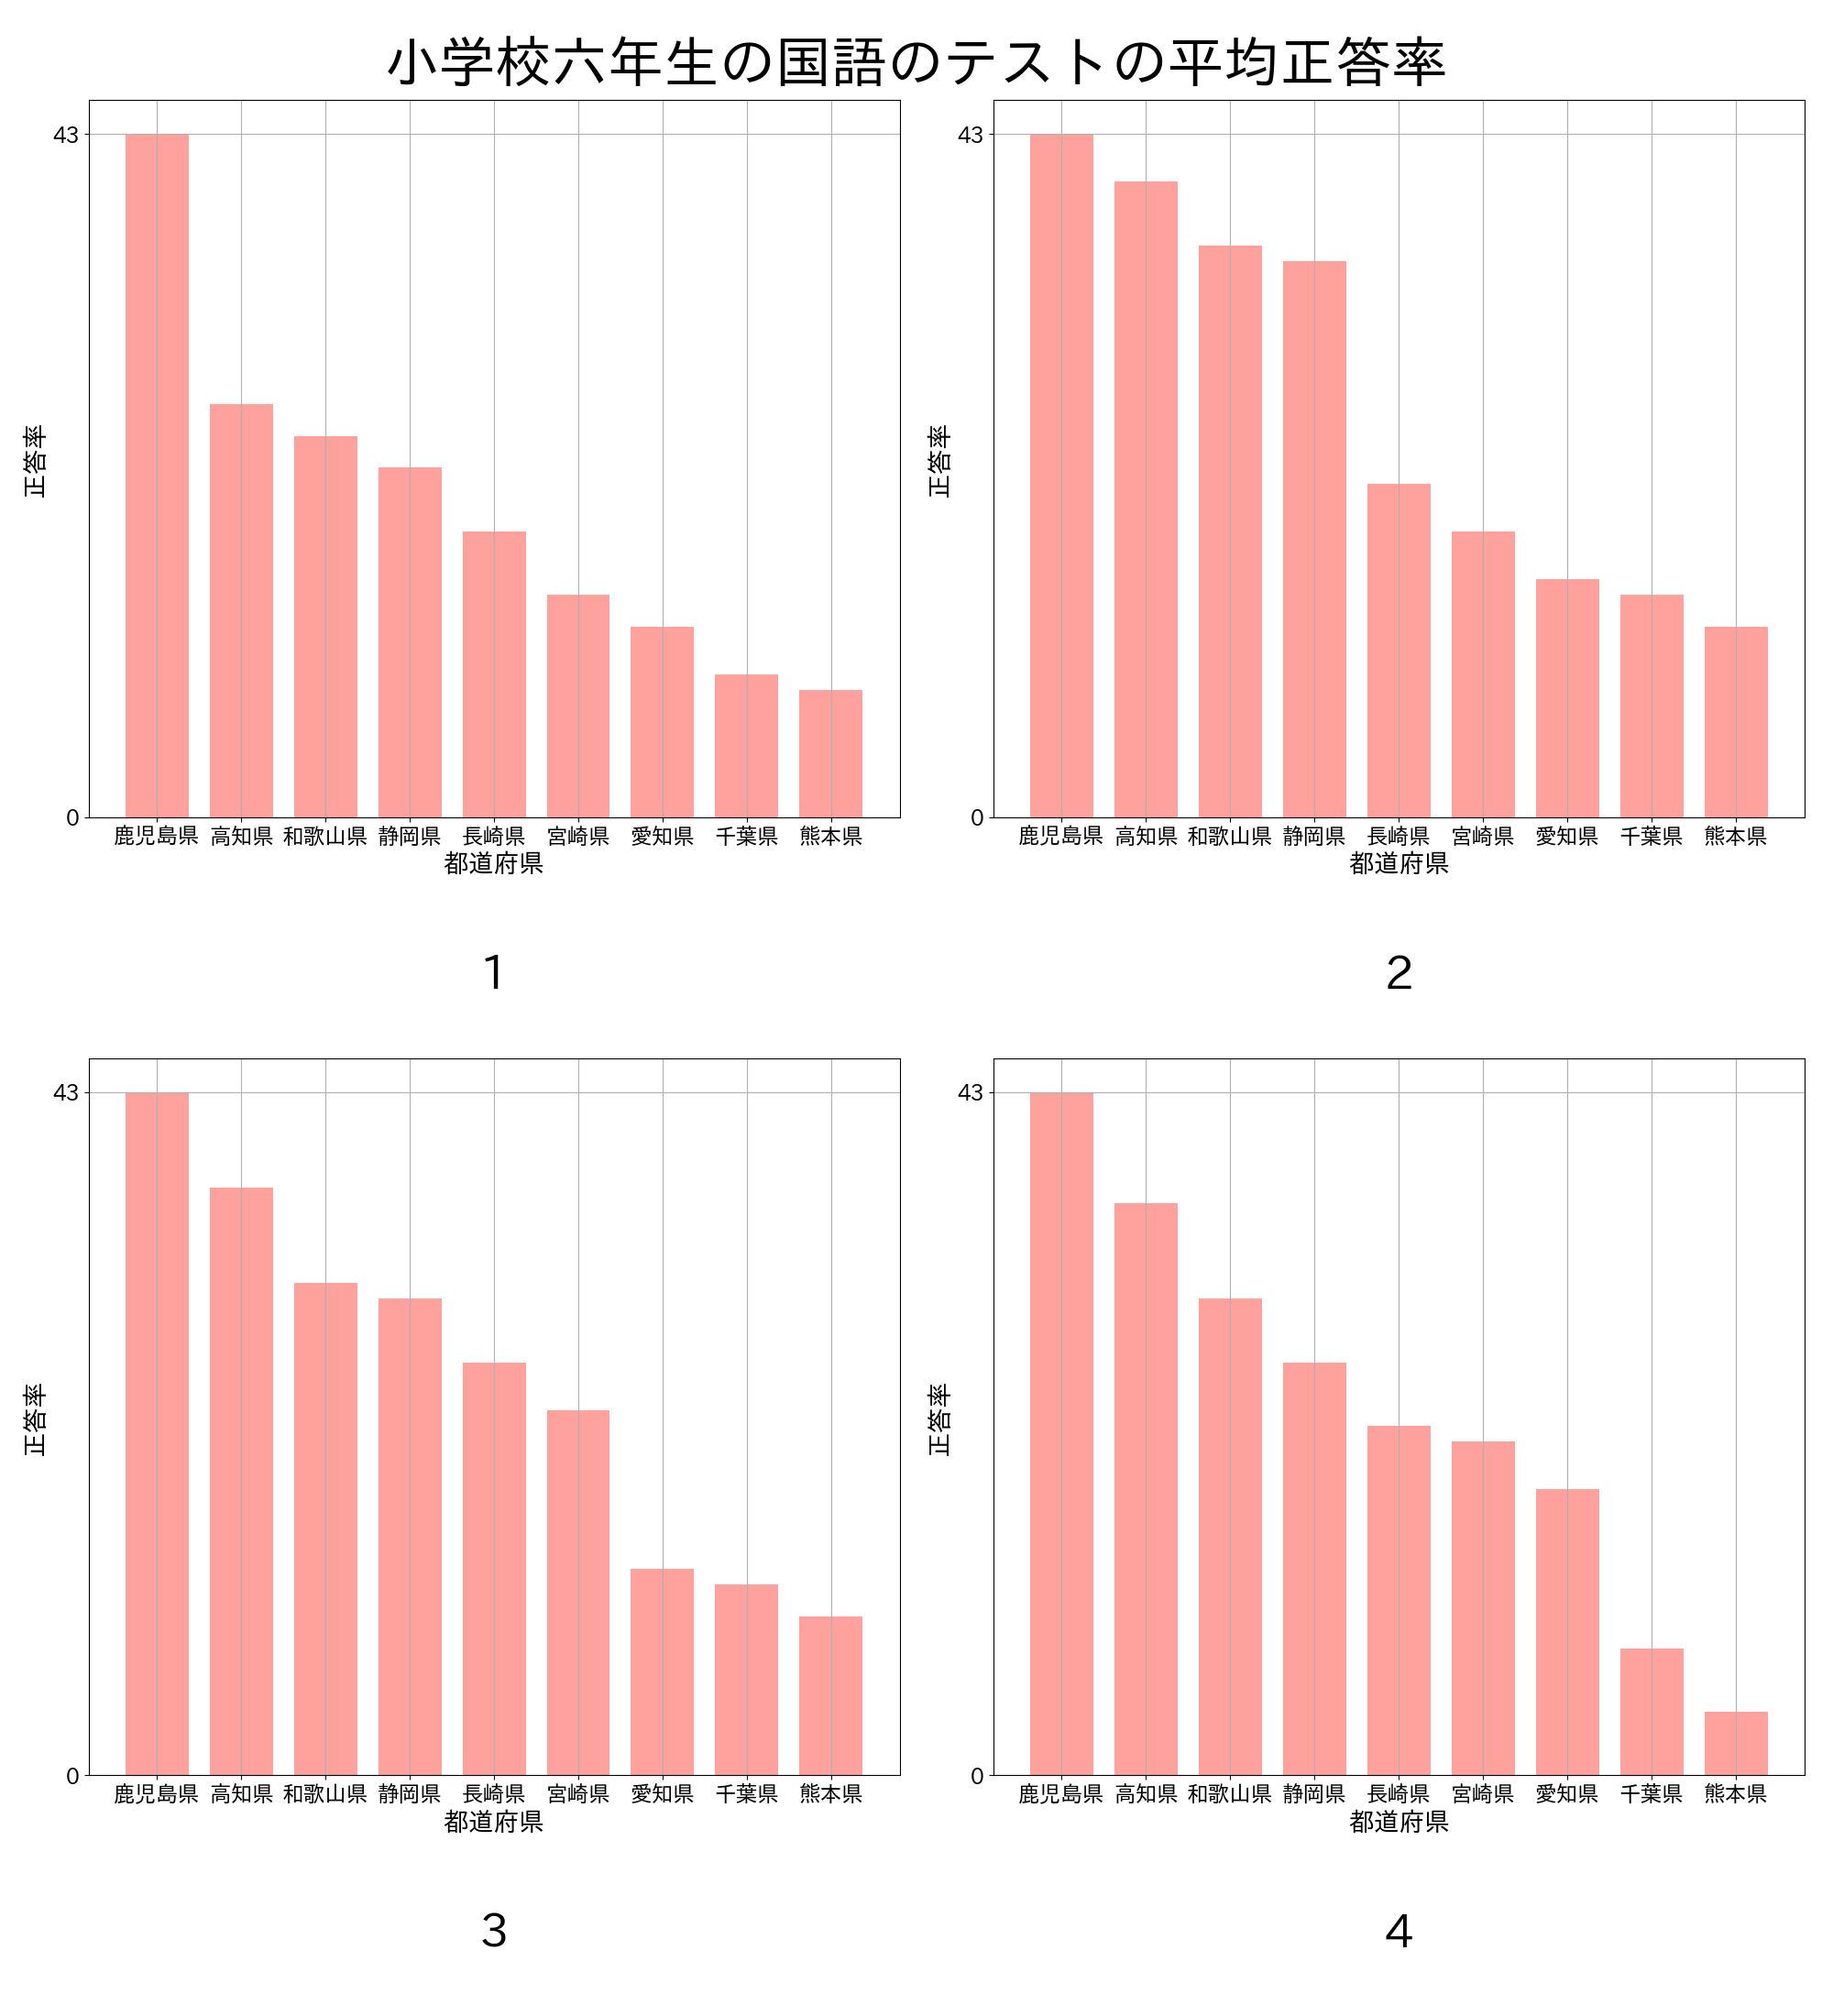 小学校六年生の国語のテストの平均正答率
43
0
正答率
鹿児島県 高知県 和歌山県 静岡県 長崎県 宮崎県 愛知県 千葉県 熊本県
都道府県
1
43
0
正答率
鹿児島県 高知県 和歌山県 静岡県 長崎県 宮崎県 愛知県 千葉県 熊本県
都道府県
2
43
0
正答率
鹿児島県 高知県 和歌山県 静岡県 長崎県 宮崎県 愛知県 千葉県 熊本県
都道府県
3
43
0
正答率
鹿児島県 高知県 和歌山県 静岡県 長崎県 宮崎県 愛知県 千葉県 熊本県
都道府県
4